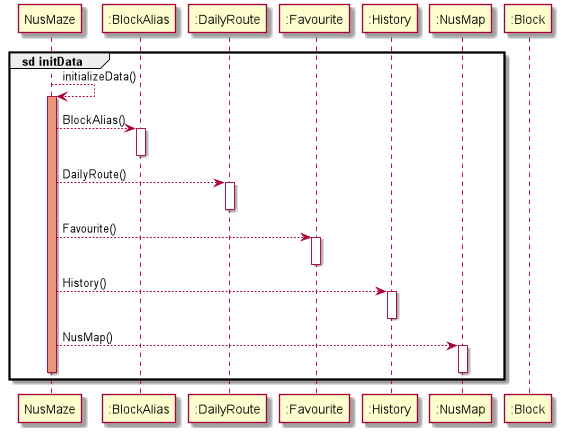 NusMaze :BlockAlias :DailyRoute :Favourite :History :NusMap :Block
sd initData
initializeData()
BlockAlias()
DailyRoute()
Favourite()
History()
NusMap()
NusMaze :BlockAlias :DailyRoute :Favourite :History :NusMap :Block